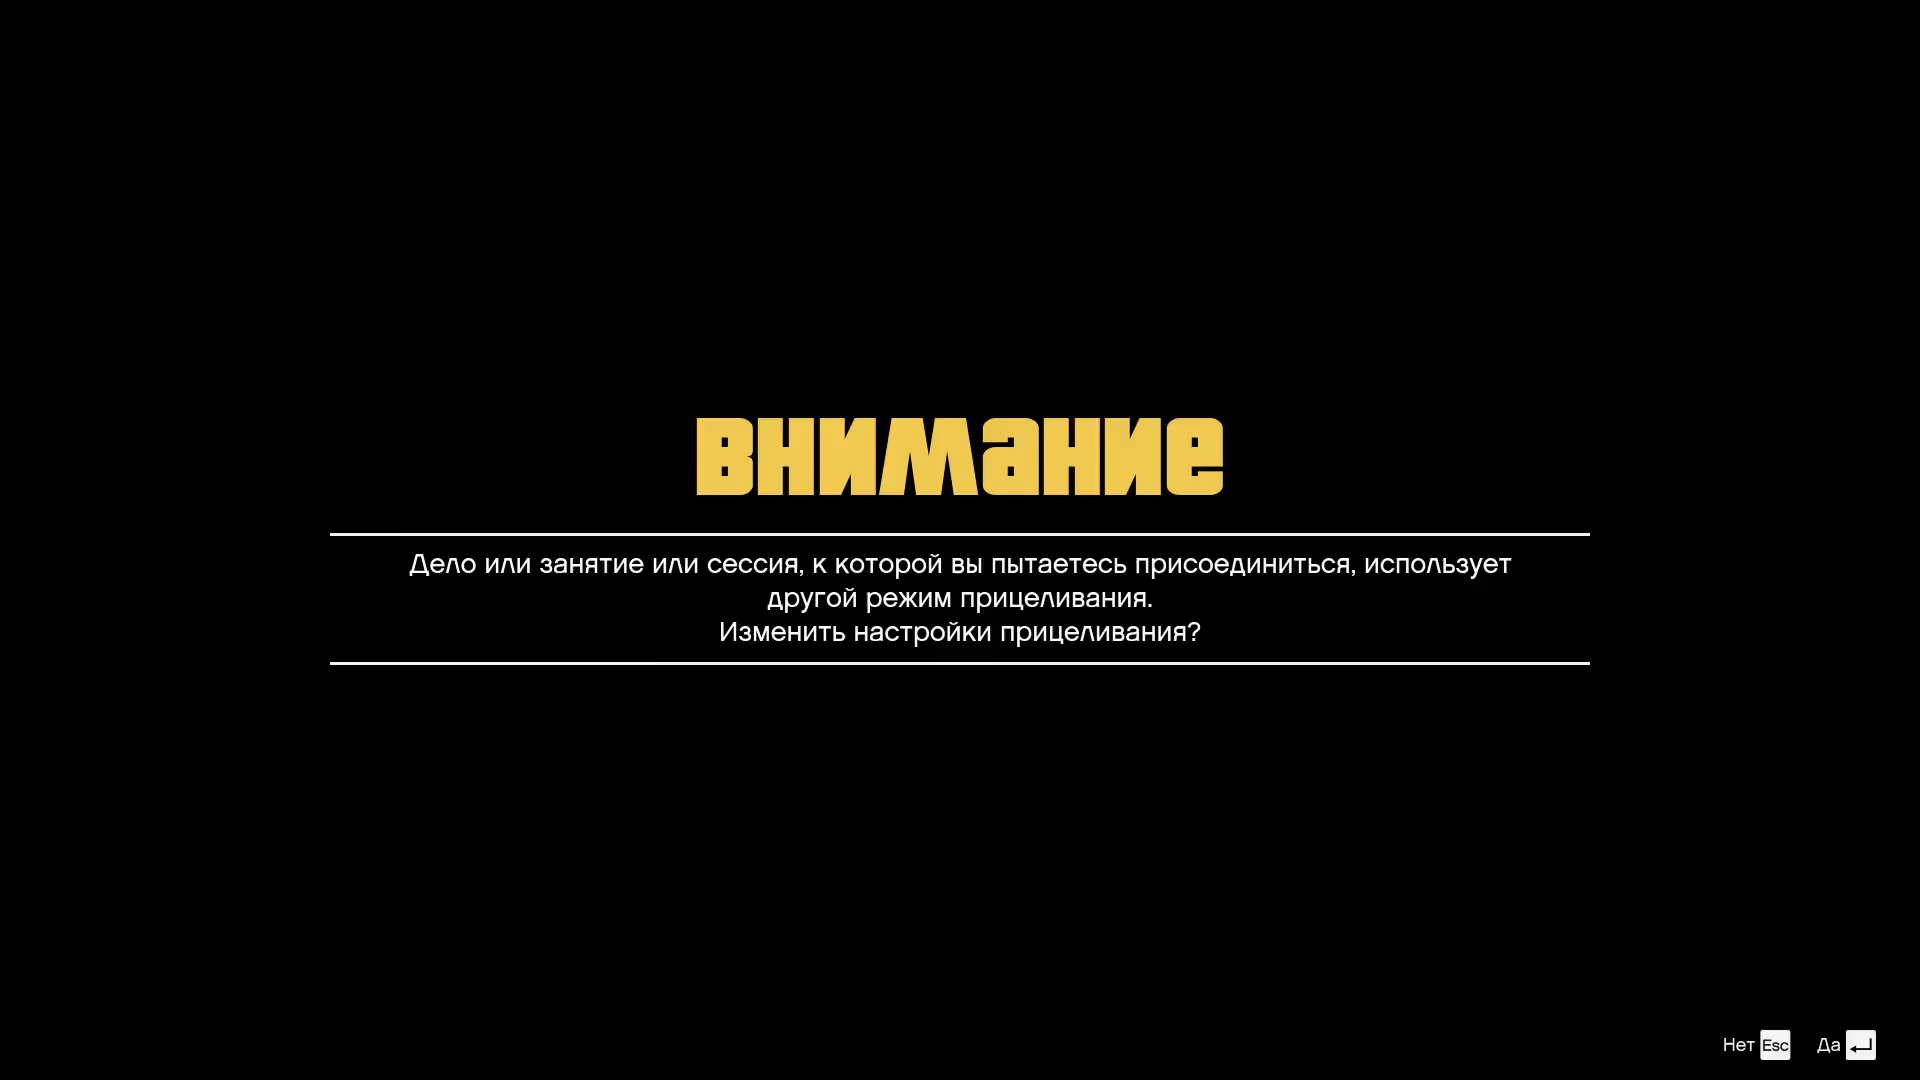 внимание
Дело или занятие или сессия, к которой вы пытаетесь присоединиться, использует
другой режим прицеливания.
Изменить настройки прицеливания?
Нет Esc Да